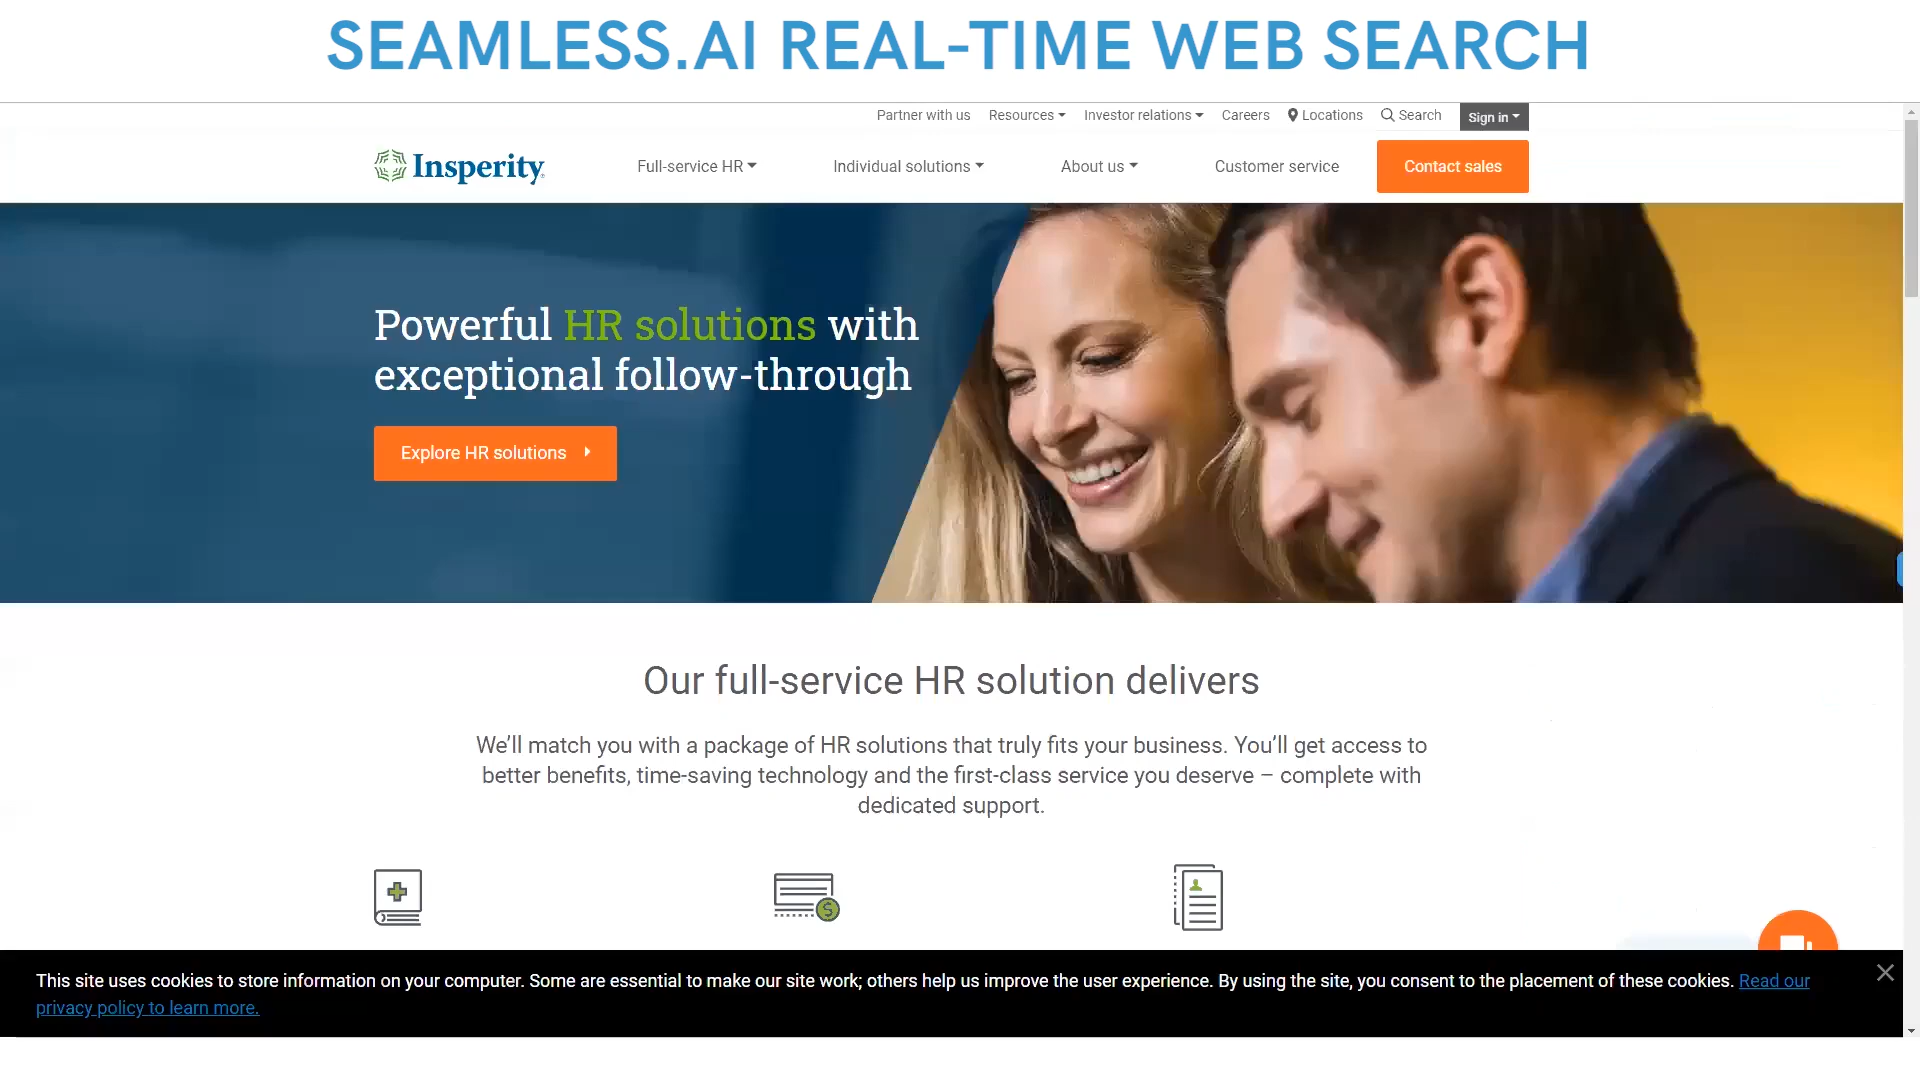 SEAMLESS.AI REAL-TIME WEB SEARCH
Partner with us Resources Investor relations Careers Locations Search Sign in
Insperity Full-service HR Individual solutions About us Customer service Contact sales
Powerful HR solutions with
exceptional follow-through
Explore HR solutions
Our full-service HR solution delivers
We’ll match you with a package of HR solutions that truly fits your business. You’ll get access to
better benefits, time-saving technology and the first-class service you deserve – complete with
dedicated support.
This site uses cookies to store information on your computer. Some are essential to make our site work; others help us improve the user experience. By using the site, you consent to the placement of these cookies. Read our
privacy policy to learn more.